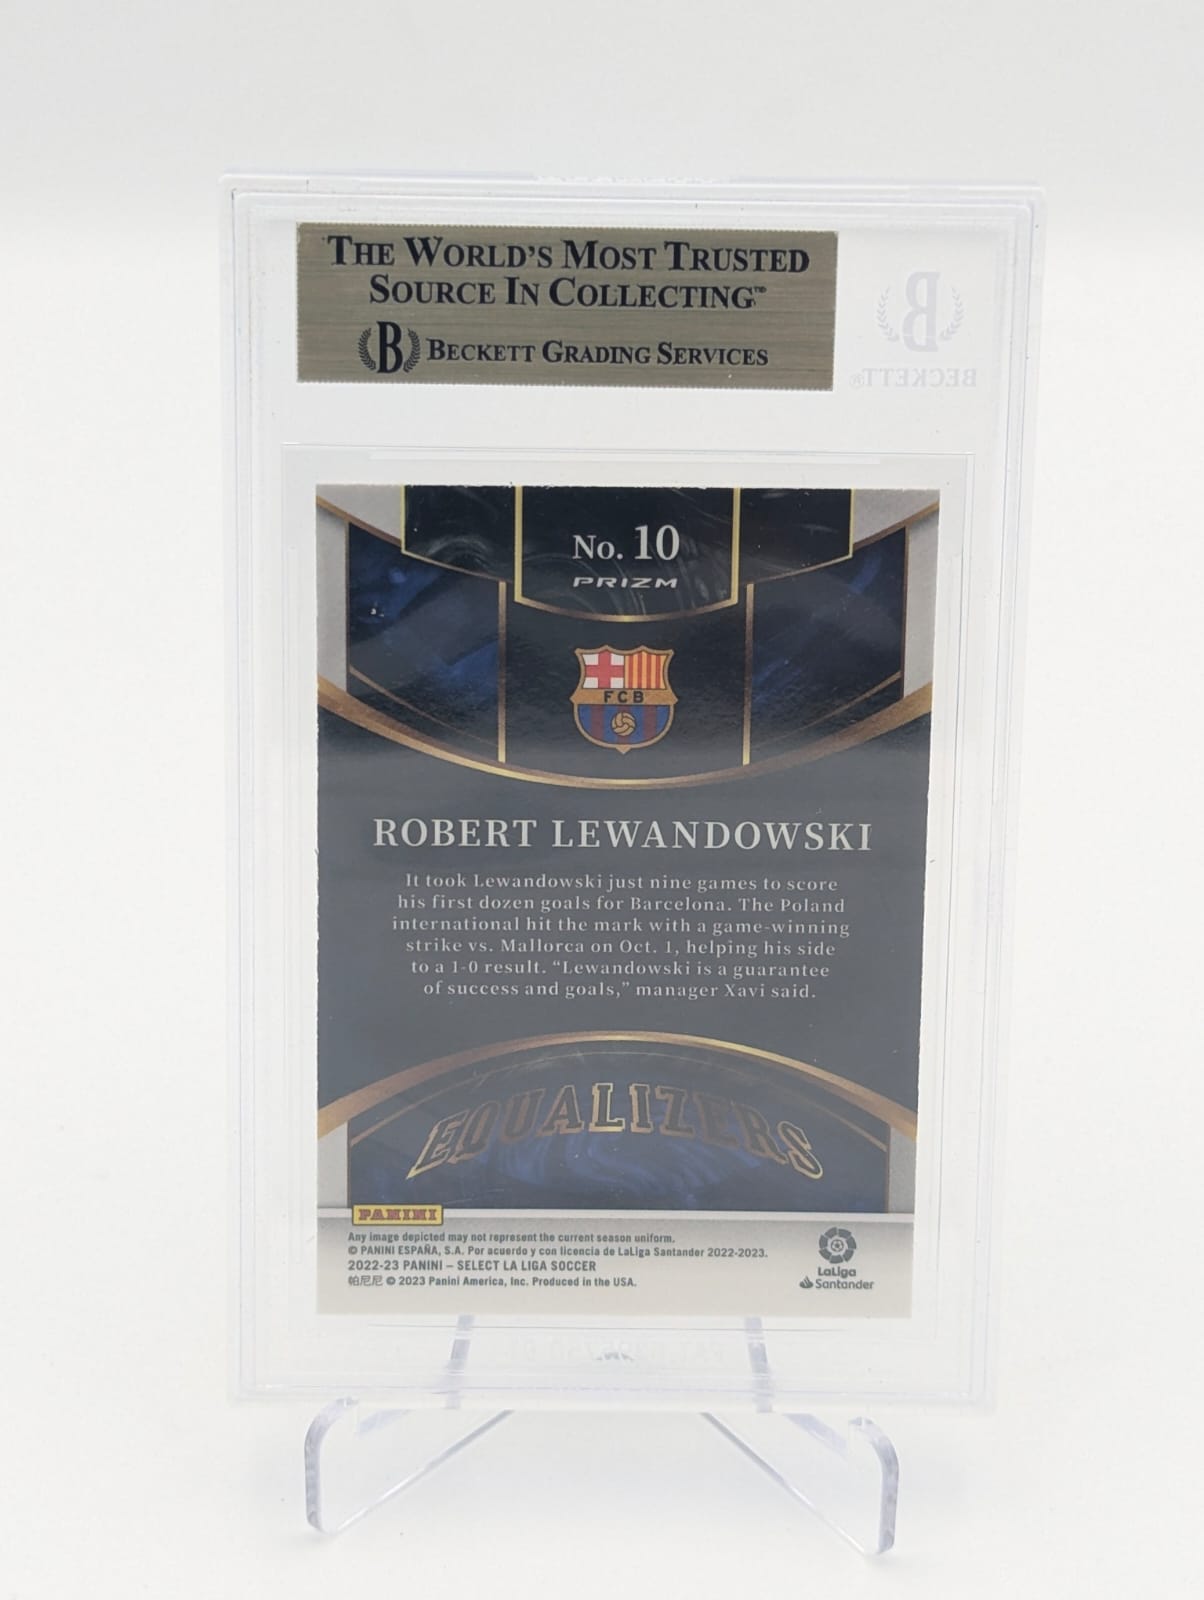 THE WORLD'S MOST TRUSTED
SOURCE IN COLLECTING™
B BECKETT GRADING SERVICES
B
BECKETT®
No. 10
PRIZM
FCB
ROBERT LEWANDOWSKI
It took Lewandowski just nine games to score
his first dozen goals for Barcelona. The Poland
international hit the mark with a game-winning
strike vs. Mallorca on Oct. 1, helping his side
to a 1-0 result. “Lewandowski is a guarantee
of success and goals,” manager Xavi said.
EQUALIZERS
PANINI
Any image depicted may not represent the current season uniform.
© PANINI ESPAÑA, S.A. Por acuerdo y con licencia de LaLiga Santander 2022-2023.
2022-23 PANINI – SELECT LA LIGA SOCCER
帕尼尼 © 2023 Panini America, Inc. Produced in the USA.
LaLiga
Santander